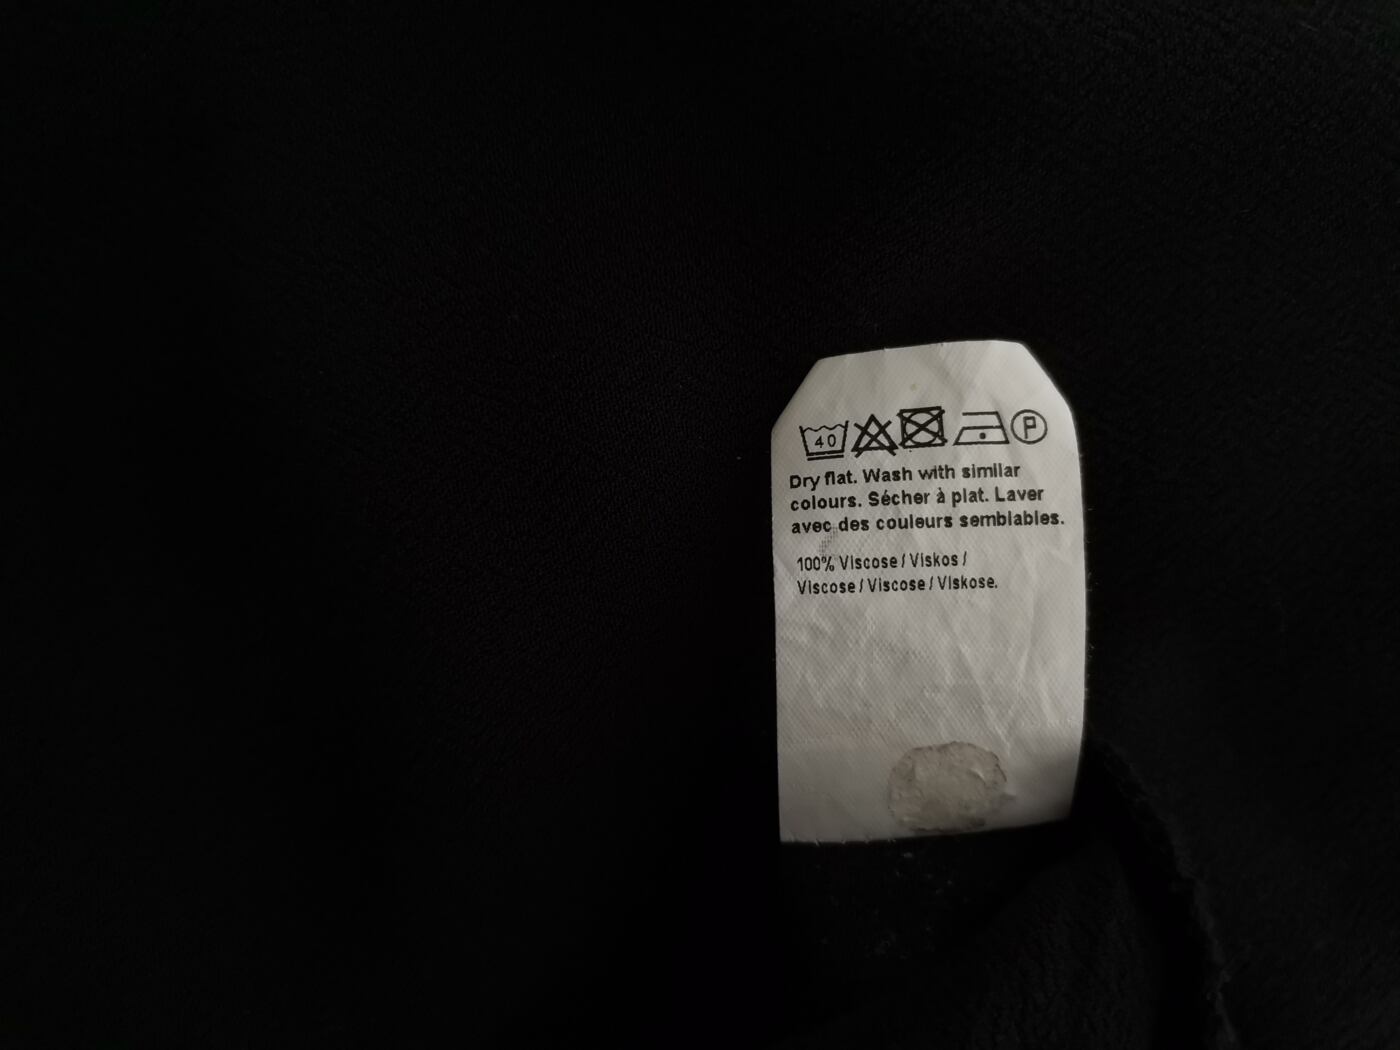 40 P
Dry flat. Wash with similar
colours. Sécher à plat. Laver
avec des couleurs semblables.
100% Viscose / Viskos /
Viscose / Viscose / Viskose.